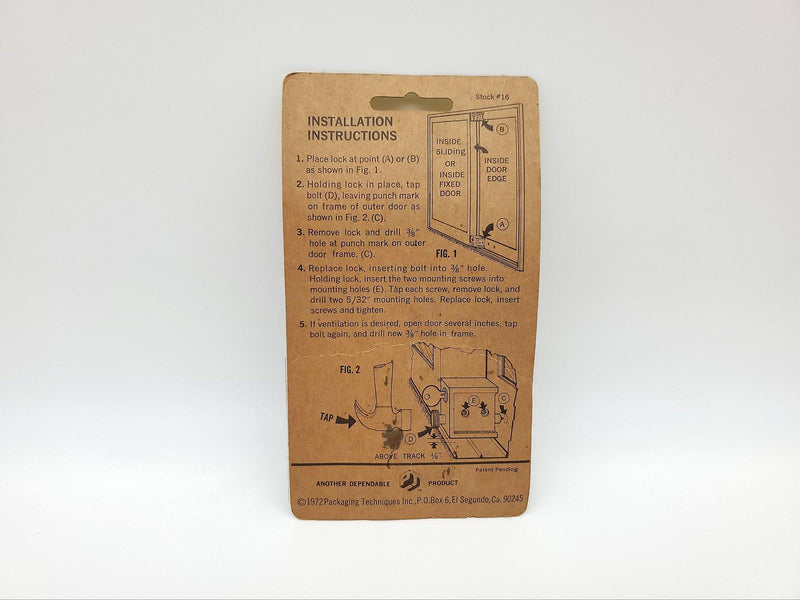 Stock #16
INSTALLATION
INSTRUCTIONS
1. Place lock at point (A) or (B)
as shown in Fig. 1.
2. Holding lock in place, tap
bolt (D), leaving punch mark
on frame of outer door as
shown in Fig. 2. (C).
3. Remove lock and drill ⅜"
hole at punch mark on outer
door frame. (C).
INSIDE
SLIDING
OR
INSIDE
FIXED
DOOR
INSIDE
DOOR
EDGE
B
A
FIG. 1
4. Replace lock, inserting bolt into ⅜" hole.
Holding lock, insert the two mounting screws into
mounting holes (E). Tap each screw, remove lock, and
drill two 5/32" mounting holes. Replace lock, insert
screws and tighten.
5. If ventilation is desired, open door several inches, tap
bolt again, and drill new ⅜" hole in frame.
FIG. 2
TAP
E
C
D
ABOVE TRACK ⅛"
Patent Pending
ANOTHER DEPENDABLE PRODUCT
©1972 Packaging Techniques Inc., P.O. Box 6, El Segundo, Ca. 90245